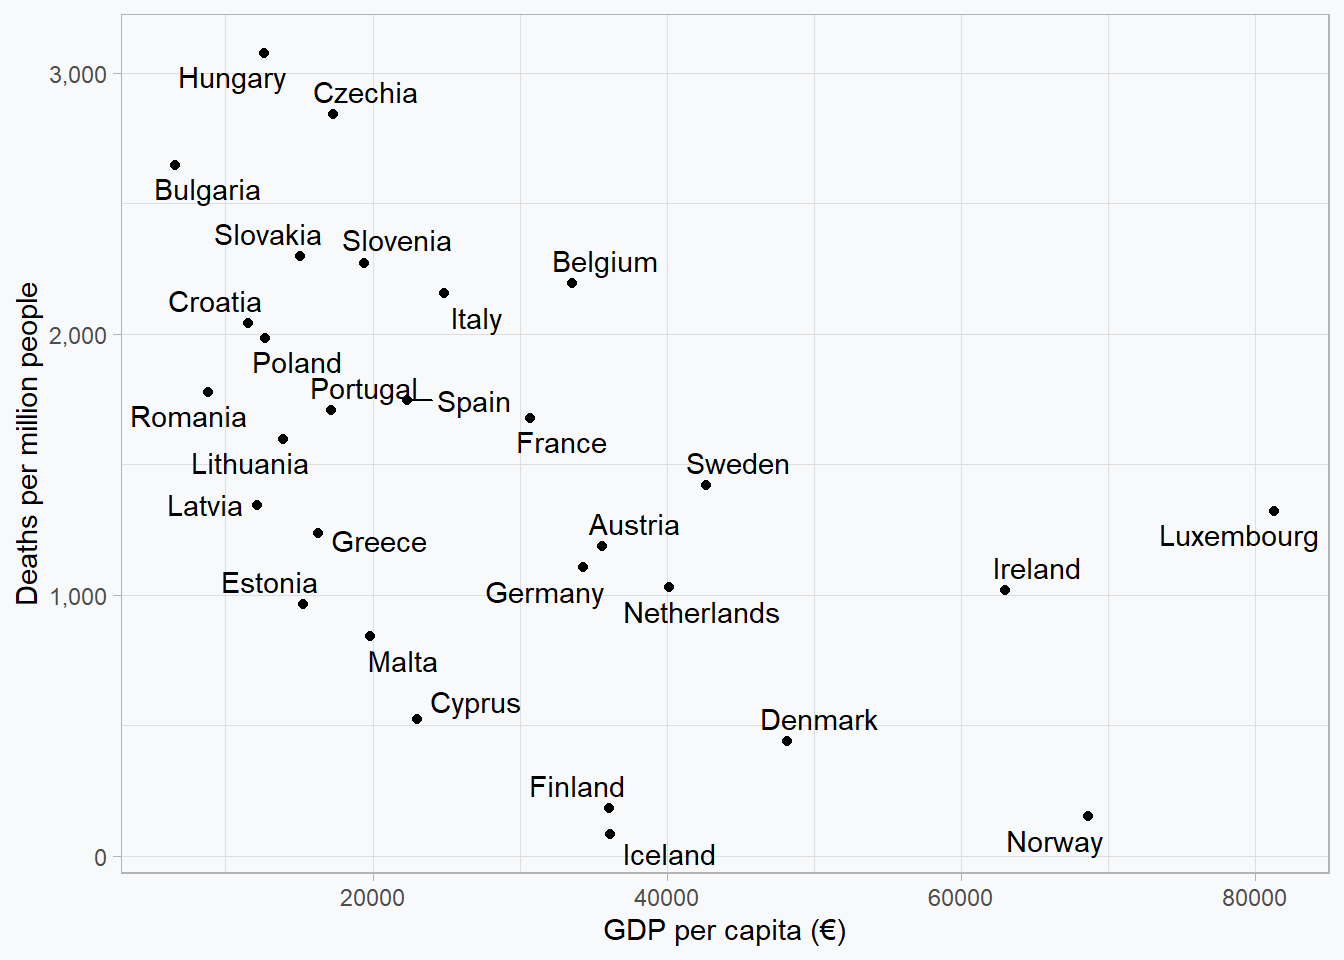 Deaths per million people
3,000
2,000
1,000
0
Hungary
Czechia
Bulgaria
Slovakia
Slovenia
Belgium
Croatia
Italy
Poland
Portugal
Spain
Romania
France
Lithuania
Sweden
Latvia
Austria
Luxembourg
Greece
Ireland
Estonia
Germany
Netherlands
Malta
Cyprus
Denmark
Finland
Norway
Iceland
20000 40000 60000 80000
GDP per capita (€)